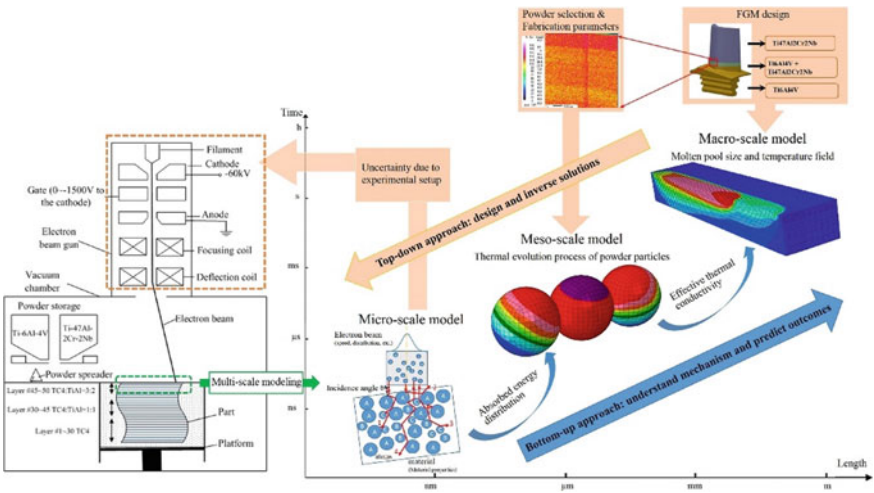 Powder selection &
Fabrication parameters
FGM design
Ti47Al2Cr2Nb
Ti6Al4V +
Ti47Al2Cr2Nb
Ti6Al4V
Time
h
s
ms
μs
ns
Macro-scale model
Molten pool size and temperature field
Uncertainty due to
experimental setup
Top-down approach: design and inverse solutions
Filament
Cathode
-60kV
Gate (0~-1500V to
the cathode)
Anode
Electron
beam gun
Focusing coil
Deflection coil
Vacuum
chamber
Powder storage
Ti-6Al-4V
Ti-47Al-
2Cr-2Nb
Electron beam
Powder spreader
Multi-scale modeling
Layer #45~50 TC4:TiAl=3:2
Layer #30~45 TC4:TiAl=1:1
Layer #1~30 TC4
Part
Platform
Meso-scale model
Thermal evolution process of powder particles
Effective thermal
conductivity
Micro-scale model
Electron beam
Incidence angle θ
material
(Material properties)
Absorbed energy
distribution
Bottom-up approach: understand mechanism and predict outcomes
nm
μm
mm
m
Length